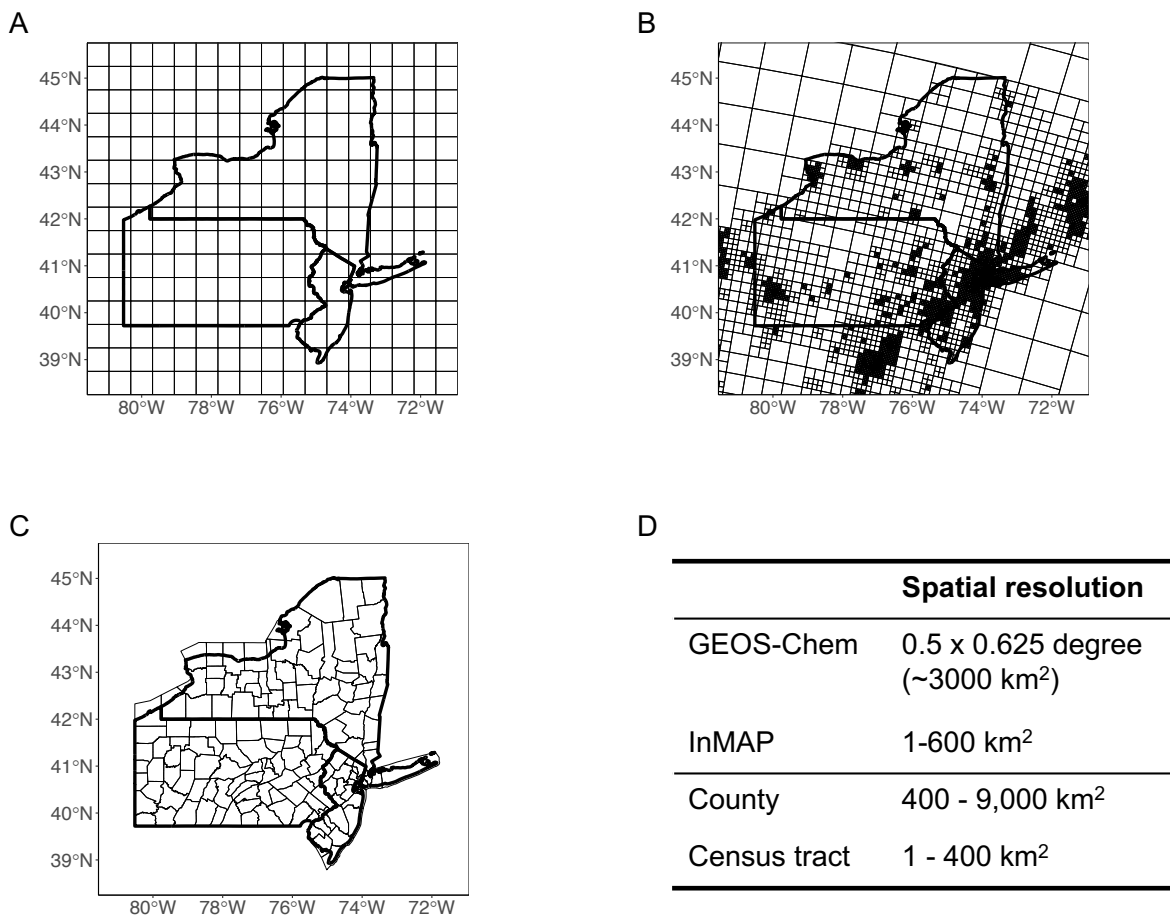 A
45°N
44°N
43°N
42°N
41°N
40°N
39°N
80°W 78°W 76°W 74°W 72°W
B
45°N
44°N
43°N
42°N
41°N
40°N
39°N
80°W 78°W 76°W 74°W 72°W
C
45°N
44°N
43°N
42°N
41°N
40°N
39°N
80°W 78°W 76°W 74°W 72°W
D
Spatial resolution
GEOS-Chem 0.5 x 0.625 degree
(~3000 km²)
InMAP 1-600 km²
County 400 - 9,000 km²
Census tract 1 - 400 km²